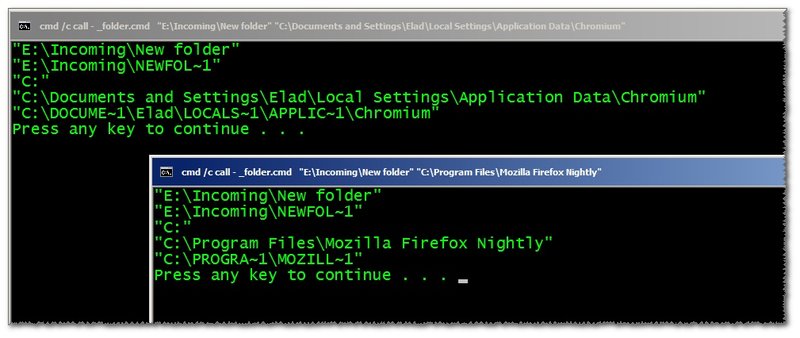 cmd /c call - _folder.cmd "E:\Incoming\New folder" "C:\Documents and Settings\Elad\Local Settings\Application Data\Chromium"
"E:\Incoming\New folder"
"E:\Incoming\NEWFOL~1"
"C:"
"C:\Documents and Settings\Elad\Local Settings\Application Data\Chromium"
"C:\DOCUME~1\Elad\LOCALS~1\APPLIC~1\Chromium"
Press any key to continue . . .
cmd /c call - _folder.cmd "E:\Incoming\New folder" "C:\Program Files\Mozilla Firefox Nightly"
"E:\Incoming\New folder"
"E:\Incoming\NEWFOL~1"
"C:"
"C:\Program Files\Mozilla Firefox Nightly"
"C:\PROGRA~1\MOZILL~1"
Press any key to continue . . .